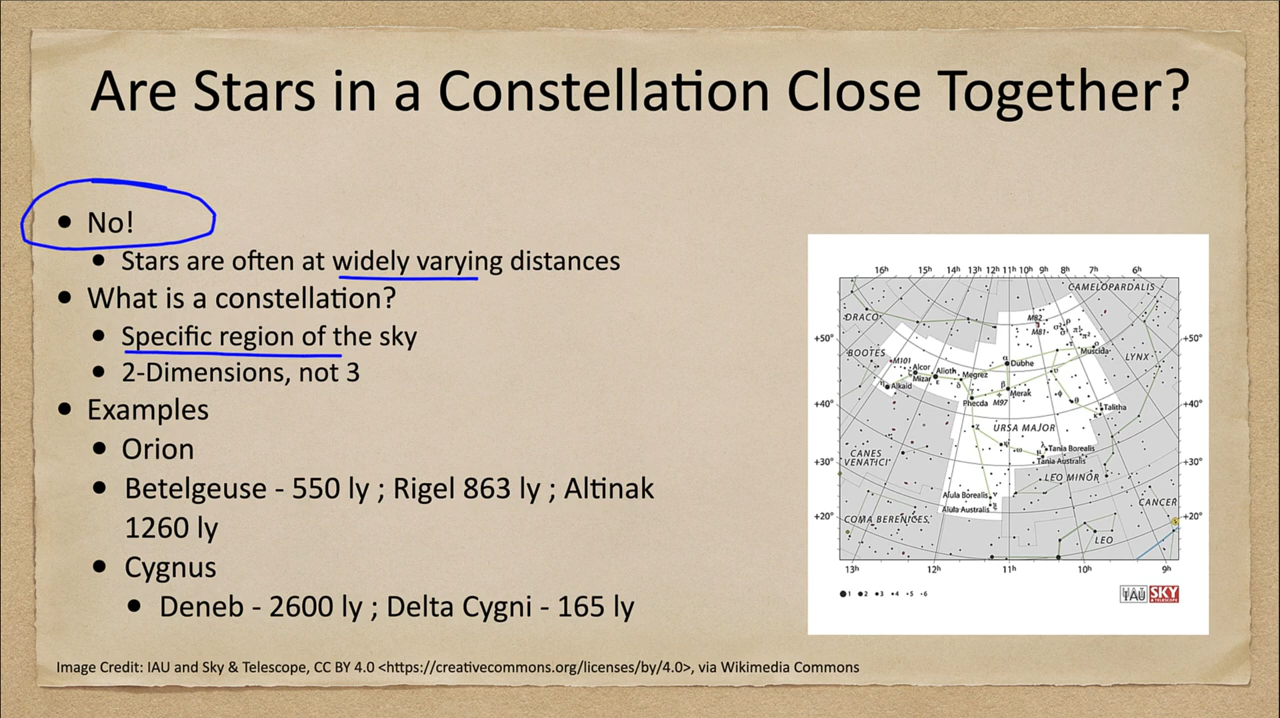 Are Stars in a Constellation Close Together?
• No!
• Stars are often at widely varying distances
• What is a constellation?
• Specific region of the sky
• 2-Dimensions, not 3
• Examples
• Orion
• Betelgeuse - 550 ly ; Rigel 863 ly ; Altinak
1260 ly
• Cygnus
• Deneb - 2600 ly ; Delta Cygni - 165 ly
16h 15h 14h 13h 12h 11h 10h 9h 8h 7h 6h
CAMELOPARDALIS
DRACO
M82
M81
+50° +50°
BOOTES
M101
Muscida
LYNX
Alcor
Mizar
Alioth
Megrez
Dubhe
Alkaid
Phecda
M97
Merak
+40° +40°
Talitha
URSA MAJOR
CANES
VENATICI
Tania Borealis
Tania Australis
+30° +30°
LEO MINOR
Alula Borealis
Alula Australis
CANCER
+20° +20°
COMA BERENICES
LEO
13h 12h 11h 10h 9h
1 2 3 4 5 6
IAU SKY
& TELESCOPE
Image Credit: IAU and Sky & Telescope, CC BY 4.0 <https://creativecommons.org/licenses/by/4.0>, via Wikimedia Commons